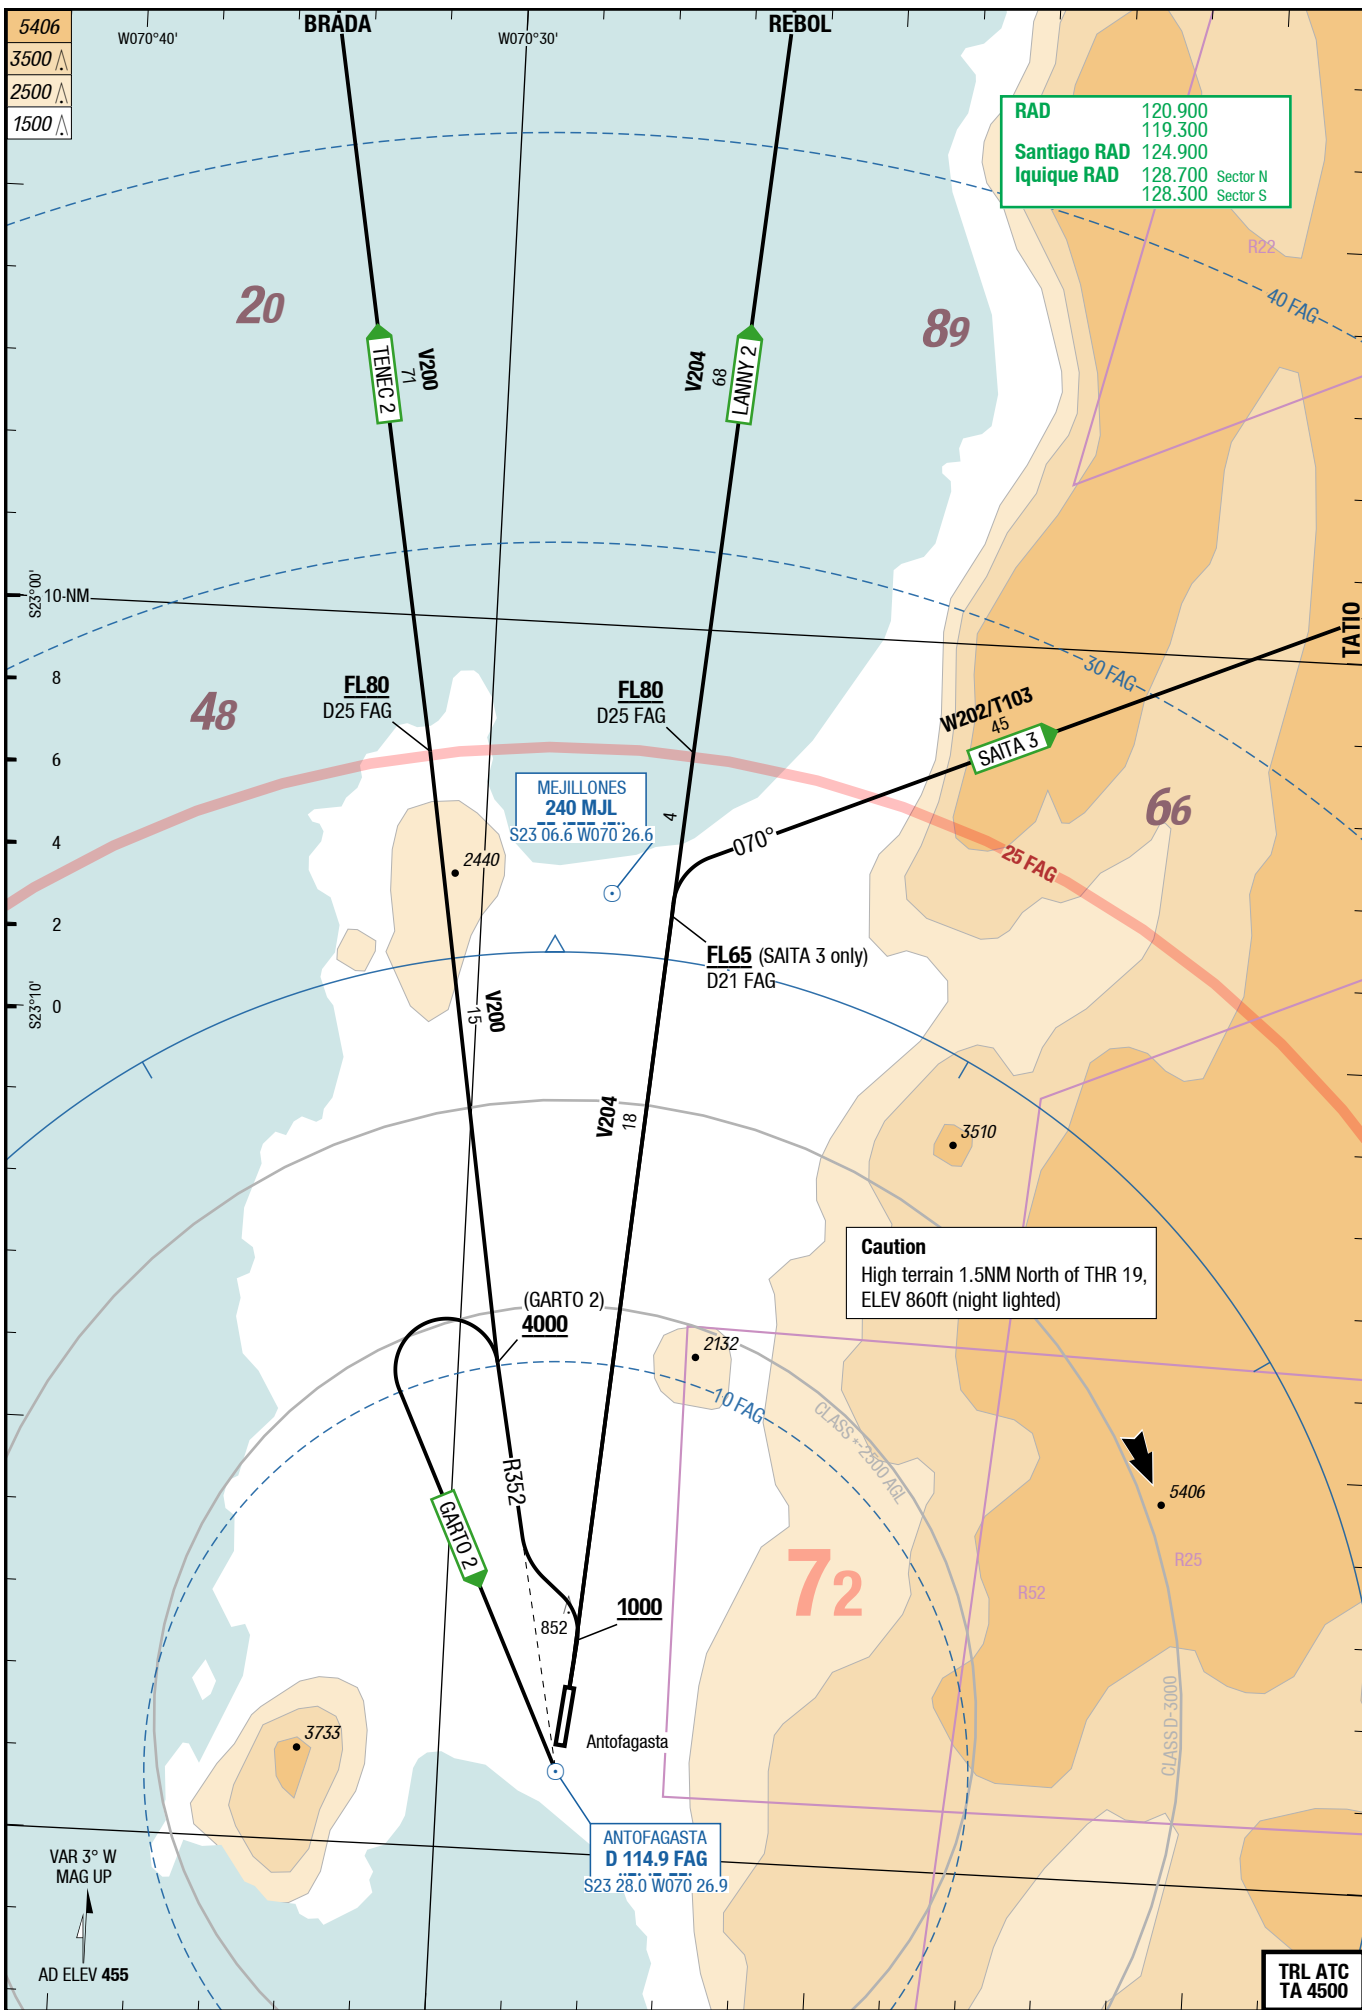 BRADA
REBOL
5406
3500
2500
1500
W070°40'
W070°30'
RAD 120.900
119.300
Santiago RAD 124.900
Iquique RAD 128.700 Sector N
128.300 Sector S
R22
40 FAG
20
89
TENEC 2
71
V200
V204
68
LANNY 2
S23°00'
10-NM
8
6
4
2
0
S23°10'
TATIO
30 FAG
48
FL80
D25 FAG
FL80
D25 FAG
W202/T103
45
SAITA 3
66
MEJILLONES
240 MJL
S23 06.6 W070 26.6
4
070°
25 FAG
2440
FL65 (SAITA 3 only)
D21 FAG
V200
15
V204
18
3510
Caution
High terrain 1.5NM North of THR 19,
ELEV 860ft (night lighted)
(GARTO 2)
4000
2132
10 FAG
CLASS *-2500 AGL
R352
GARTO 2
5406
R25
R52
72
1000
852
CLASS D-3000
3733
Antofagasta
ANTOFAGASTA
D 114.9 FAG
S23 28.0 W070 26.9
VAR 3° W
MAG UP
AD ELEV 455
TRL ATC
TA 4500